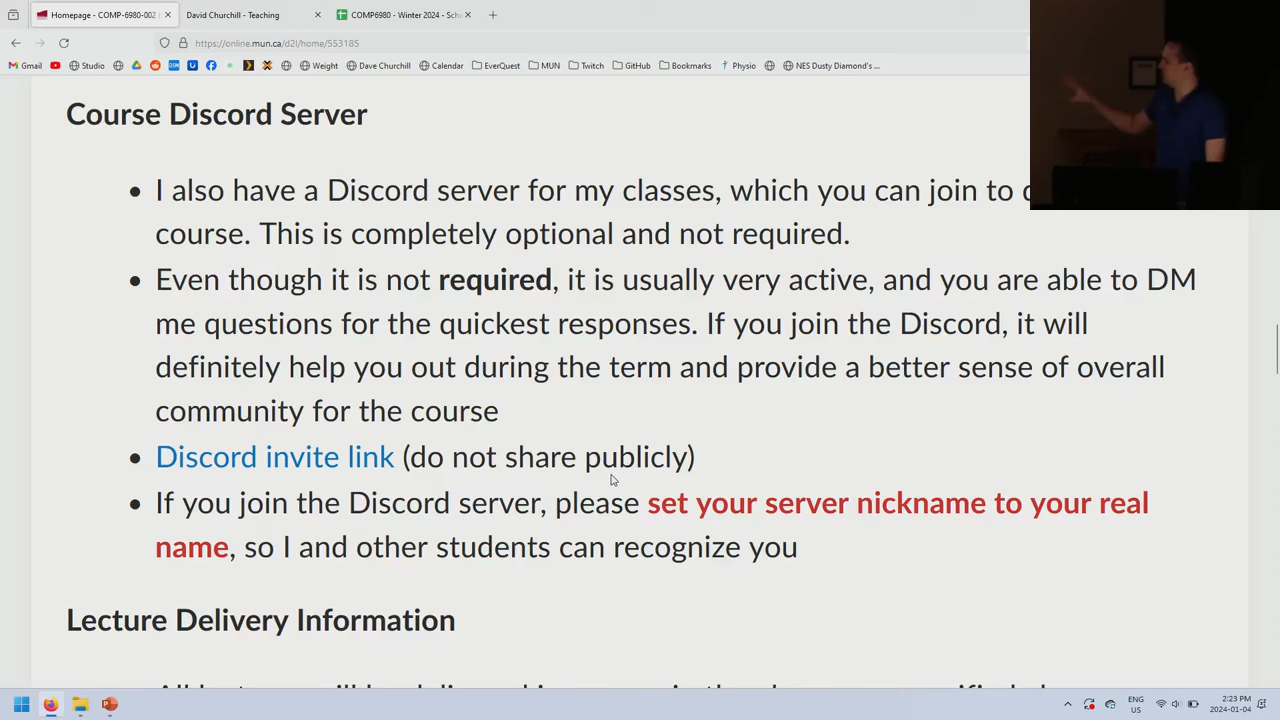 Homepage - COMP-6980-002 (
David Churchill - Teaching
COMP6980 - Winter 2024 - Sch
https://online.mun.ca/d2l/home/553185
Gmail
Studio
Weight
Dave Churchill
Calendar
EverQuest
MUN
Twitch
GitHub
Bookmarks
Physio
NES Dusty Diamond's ...
Course Discord Server
• I also have a Discord server for my classes, which you can join to
course. This is completely optional and not required.
• Even though it is not required, it is usually very active, and you are able to DM
me questions for the quickest responses. If you join the Discord, it will
definitely help you out during the term and provide a better sense of overall
community for the course
• Discord invite link (do not share publicly)
• If you join the Discord server, please set your server nickname to your real
name, so I and other students can recognize you
Lecture Delivery Information
ENG
US
2:23 PM
2024-01-04